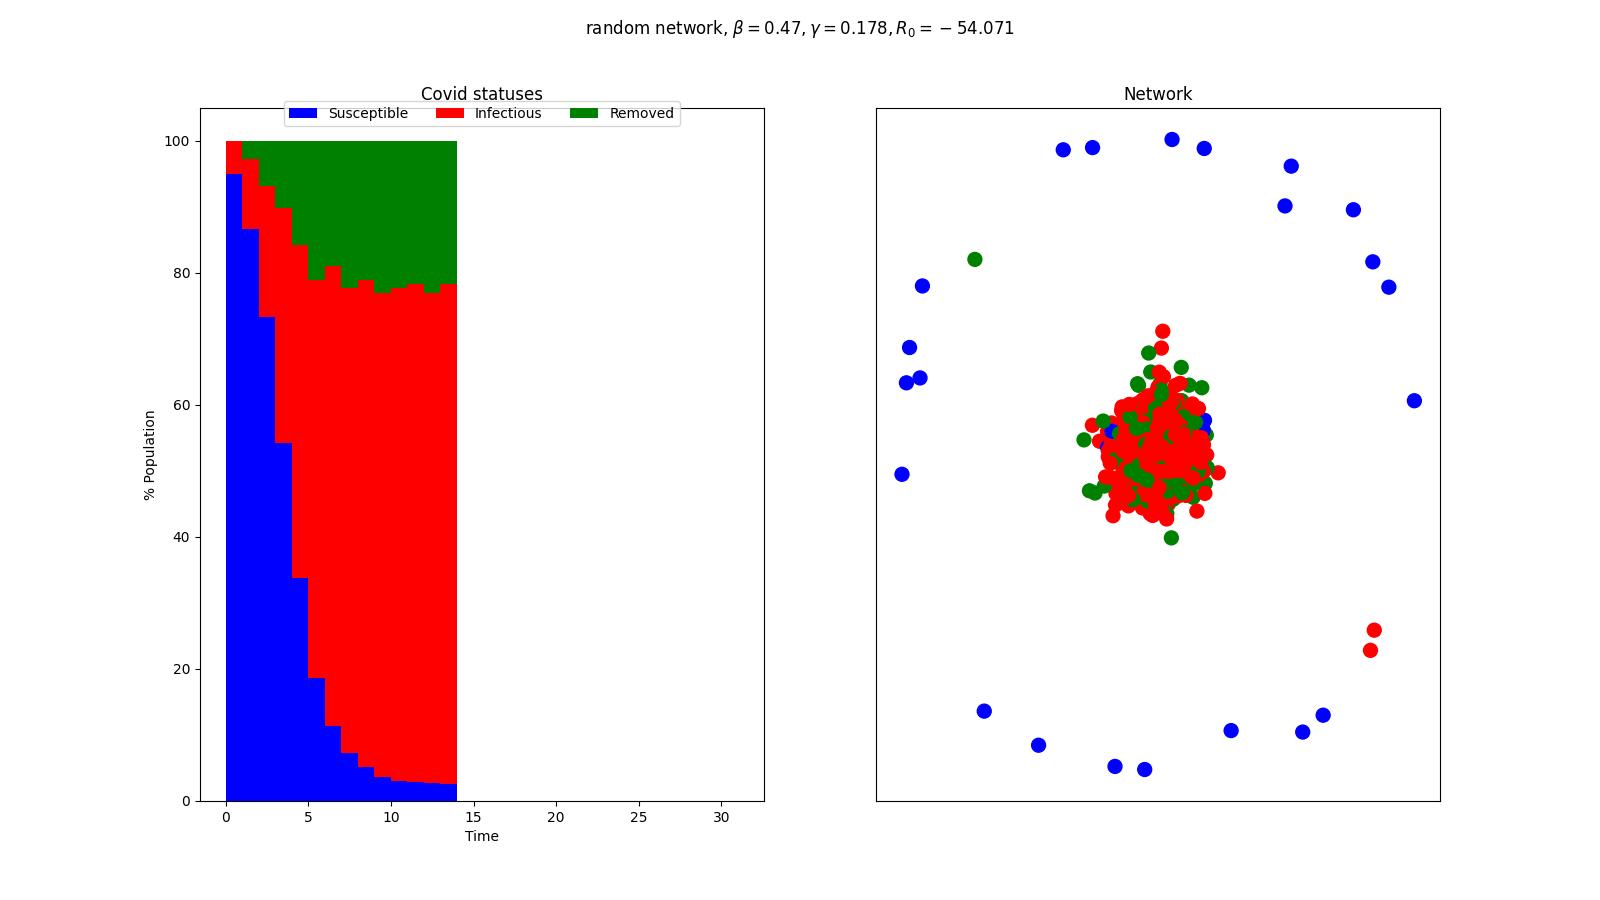 random network, β = 0.47, γ = 0.178, R₀ = − 54.071
Covid statuses
Susceptible Infectious Removed
100
80
60
40
20
0
% Population
0 5 10 15 20 25 30
Time
Network